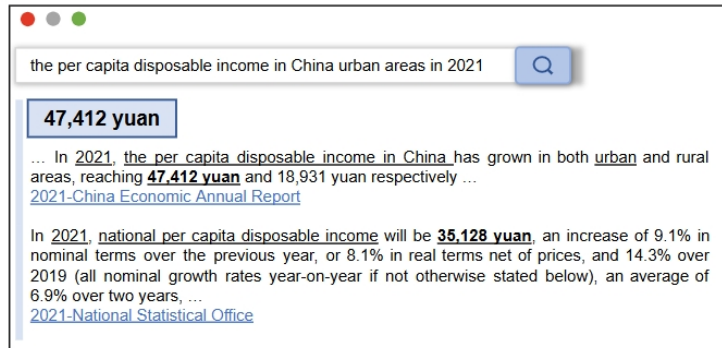 the per capita disposable income in China urban areas in 2021
47,412 yuan
… In 2021, the per capita disposable income in China has grown in both urban and rural
areas, reaching 47,412 yuan and 18,931 yuan respectively …
2021-China Economic Annual Report
In 2021, national per capita disposable income will be 35,128 yuan, an increase of 9.1% in
nominal terms over the previous year, or 8.1% in real terms net of prices, and 14.3% over
2019 (all nominal growth rates year-on-year if not otherwise stated below), an average of
6.9% over two years, …
2021-National Statistical Office